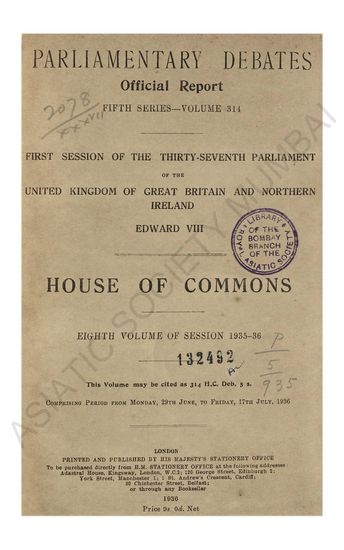 PARLIAMENTARY DEBATES
Official Report
FIFTH SERIES—VOLUME 314
2078
XXXVII
FIRST SESSION OF THE THIRTY-SEVENTH PARLIAMENT
OF THE
UNITED KINGDOM OF GREAT BRITAIN AND NORTHERN
IRELAND
EDWARD VIII
LIBRARY
OF THE
BOMBAY
BRANCH
OF THE
ROYAL ASIATIC SOCIETY
HOUSE OF COMMONS
EIGHTH VOLUME OF SESSION 1935-36
132492
P
5
935
This Volume may be cited as 314 H.C. Deb. 5 s.
Comprising Period from Monday, 29th June, to Friday, 17th July, 1936
LONDON
PRINTED AND PUBLISHED BY HIS MAJESTY'S STATIONERY OFFICE
To be purchased directly from H.M. STATIONERY OFFICE at the following addresses
Adastral House, Kingsway, London, W.C.2; 120 George Street, Edinburgh 2;
York Street, Manchester 1; 1 St. Andrew's Crescent, Cardiff;
80 Chichester Street, Belfast;
or through any Bookseller
1936
Price 9s. 0d. Net
ASIATIC SOCIETY MUMBAI